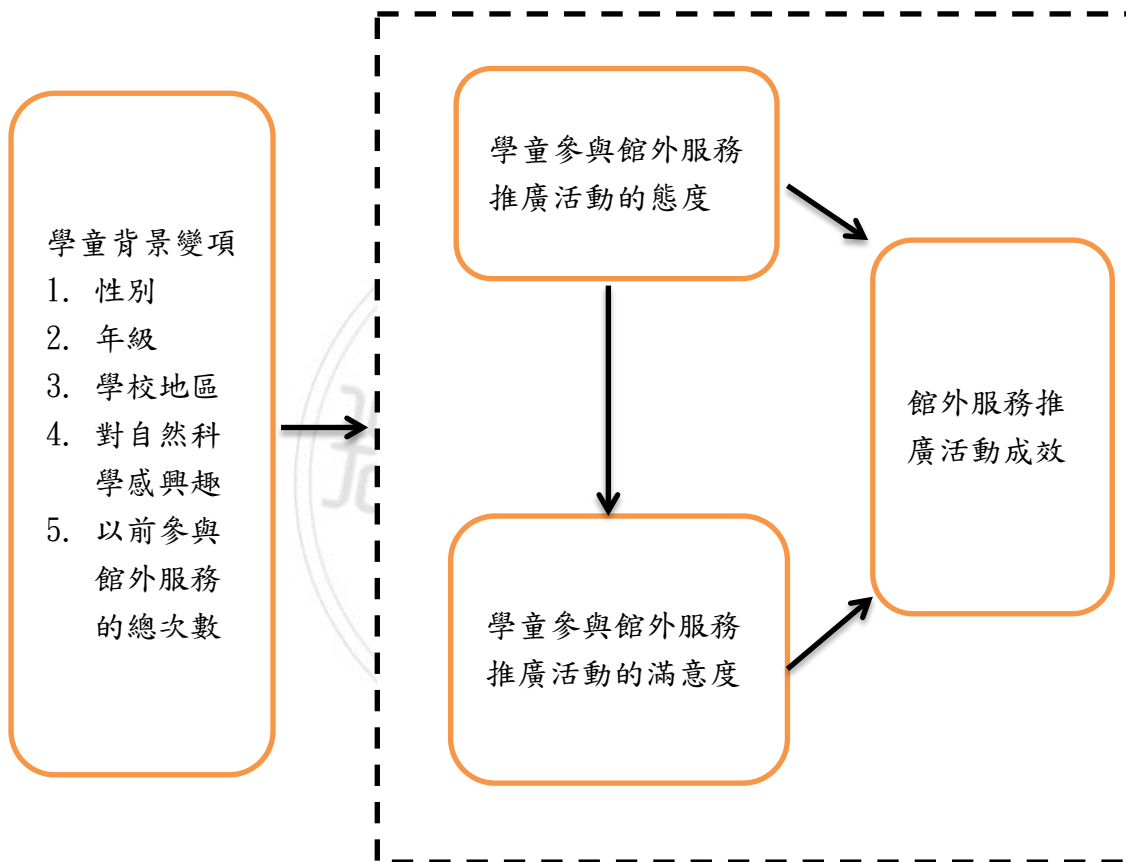 學童背景變項
1. 性別
2. 年級
3. 學校地區
4. 對自然科
學感興趣
5. 以前參與
館外服務
的總次數
學童參與館外服務
推廣活動的態度
學童參與館外服務
推廣活動的滿意度
館外服務推
廣活動成效